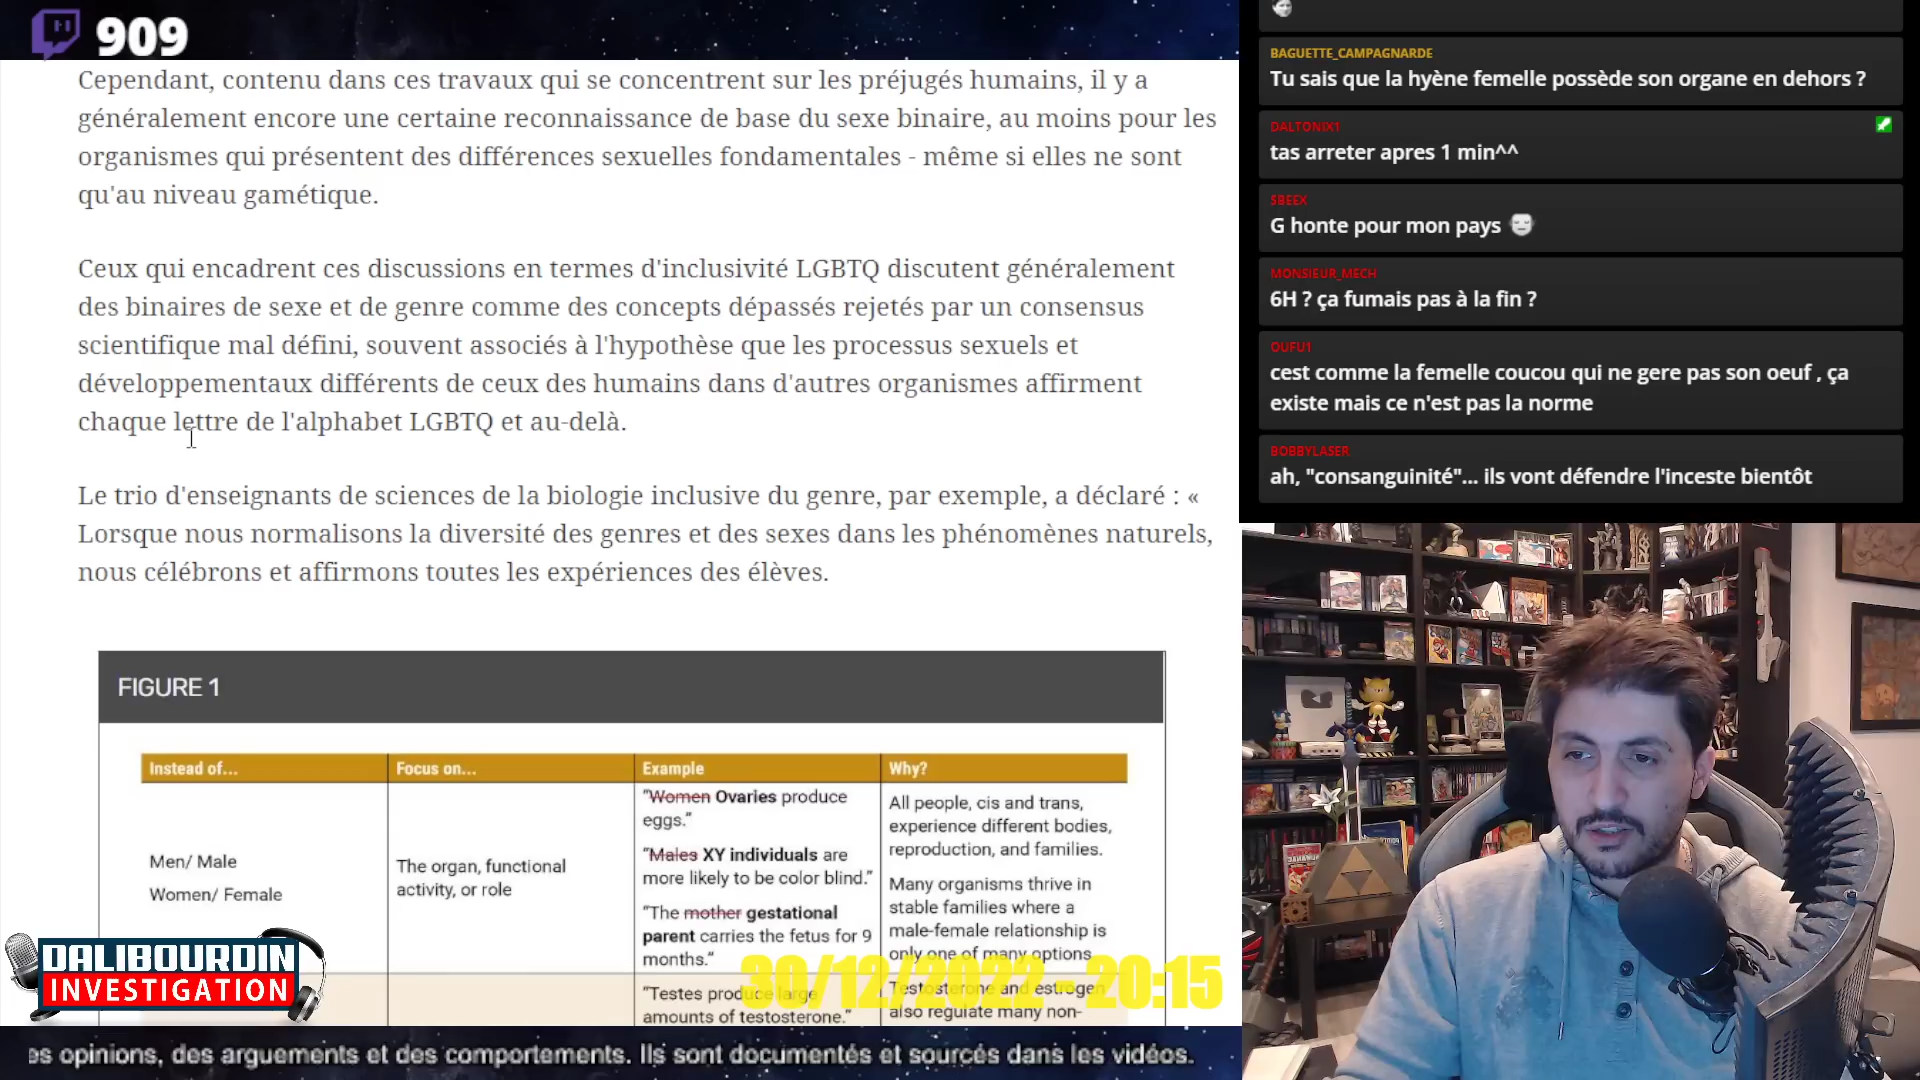 909
Cependant, contenu dans ces travaux qui se concentrent sur les préjugés humains, il y a
généralement encore une certaine reconnaissance de base du sexe binaire, au moins pour les
organismes qui présentent des différences sexuelles fondamentales - même si elles ne sont
qu'au niveau gamétique.
Ceux qui encadrent ces discussions en termes d'inclusivité LGBTQ discutent généralement
des binaires de sexe et de genre comme des concepts dépassés rejetés par un consensus
scientifique mal défini, souvent associés à l'hypothèse que les processus sexuels et
développementaux différents de ceux des humains dans d'autres organismes affirment
chaque lettre de l'alphabet LGBTQ et au-delà.
Le trio d'enseignants de sciences de la biologie inclusive du genre, par exemple, a déclaré : «
Lorsque nous normalisons la diversité des genres et des sexes dans les phénomènes naturels,
nous célébrons et affirmons toutes les expériences des élèves.
FIGURE 1
Instead of...
Focus on...
Example
Why?
Men/ Male
Women/ Female
The organ, functional
activity, or role
"Women Ovaries produce
eggs."
"Males XY individuals are
more likely to be color blind."
"The mother gestational
parent carries the fetus for 9
months."
All people, cis and trans,
experience different bodies,
reproduction, and families.
Many organisms thrive in
stable families where a
male-female relationship is
only one of many options
"Testes produce large
amounts of testosterone."
Testosterone and estrogen
also regulate many non-
30/12/2022 - 20:15
DALIBOURDIN
INVESTIGATION
es opinions, des arguements et des comportements. Ils sont documentés et sourcés dans les vidéos.
BAGUETTE_CAMPAGNARDE
Tu sais que la hyène femelle possède son organe en dehors ?
DALTONIX1
tas arreter apres 1 min^^
SBEEX
G honte pour mon pays
MONSIEUR_MECH
6H ? ça fumais pas à la fin ?
OUFU1
cest comme la femelle coucou qui ne gere pas son oeuf , ça
existe mais ce n'est pas la norme
BOBBYLASER
ah, "consanguinité"... ils vont défendre l'inceste bientôt